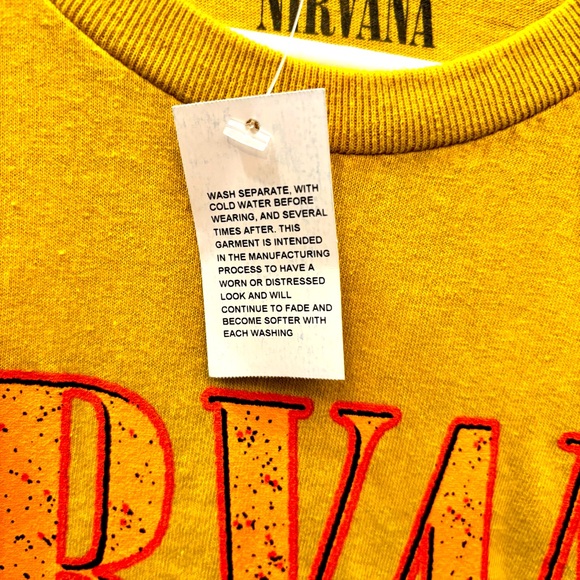 NIRVANA
WASH SEPARATE, WITH
COLD WATER BEFORE
WEARING, AND SEVERAL
TIMES AFTER. THIS
GARMENT IS INTENDED
IN THE MANUFACTURING
PROCESS TO HAVE A
WORN OR DISTRESSED
LOOK AND WILL
CONTINUE TO FADE AND
BECOME SOFTER WITH
EACH WASHING
RVA